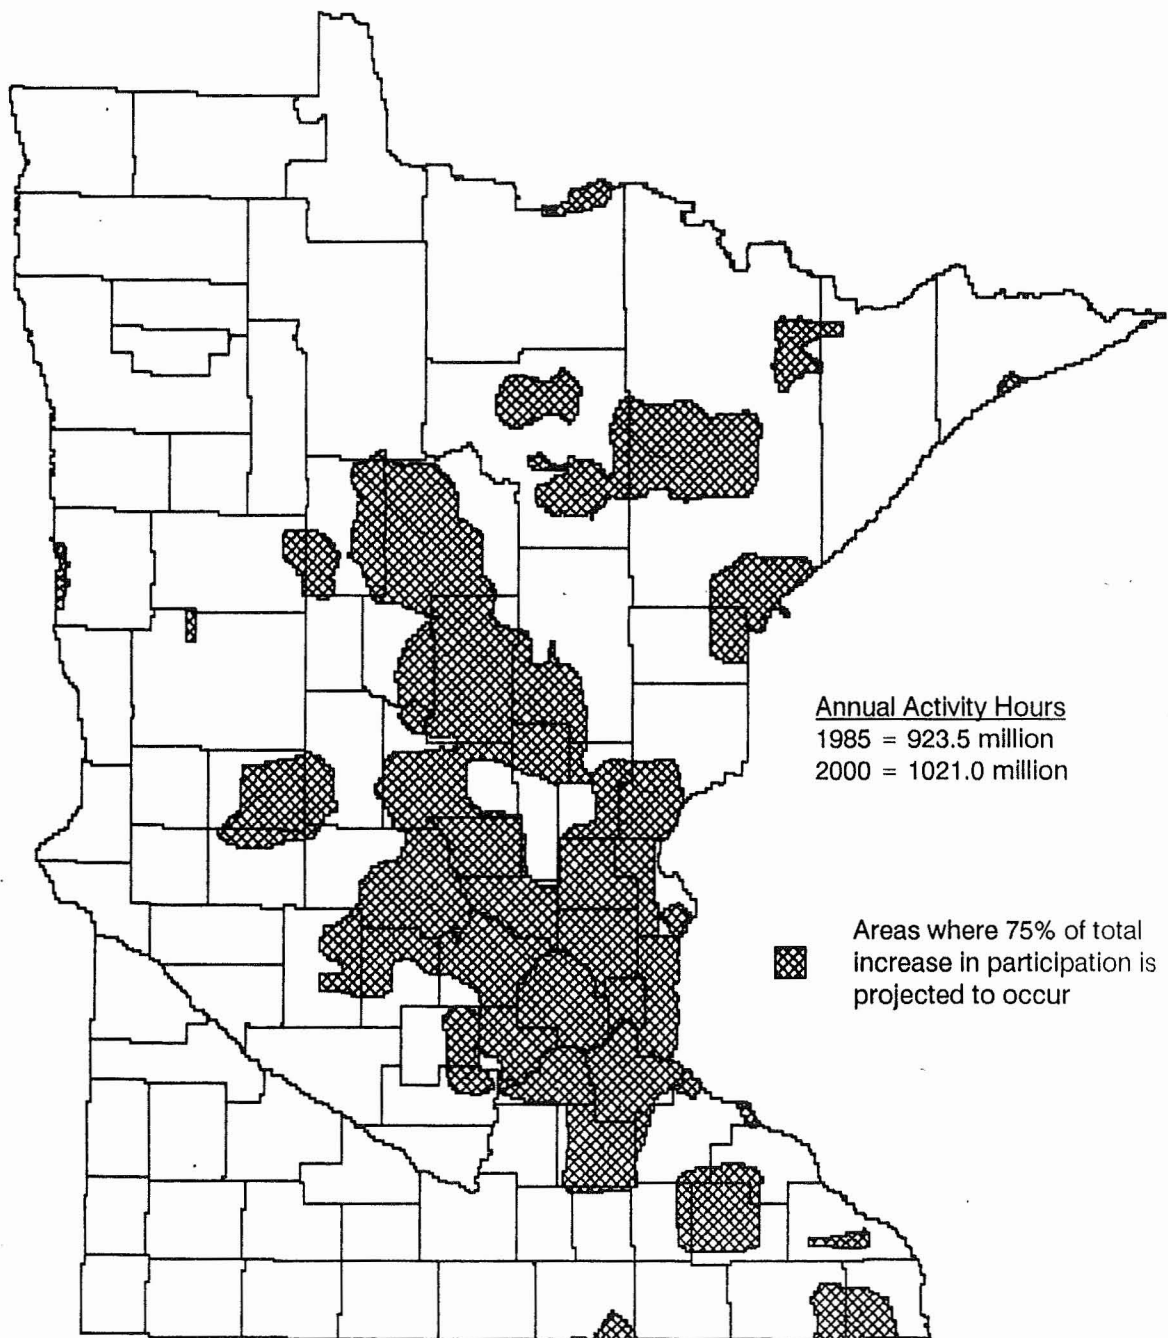 Annual Activity Hours
1985 = 923.5 million
2000 = 1021.0 million
Areas where 75% of total
increase in participation is
projected to occur